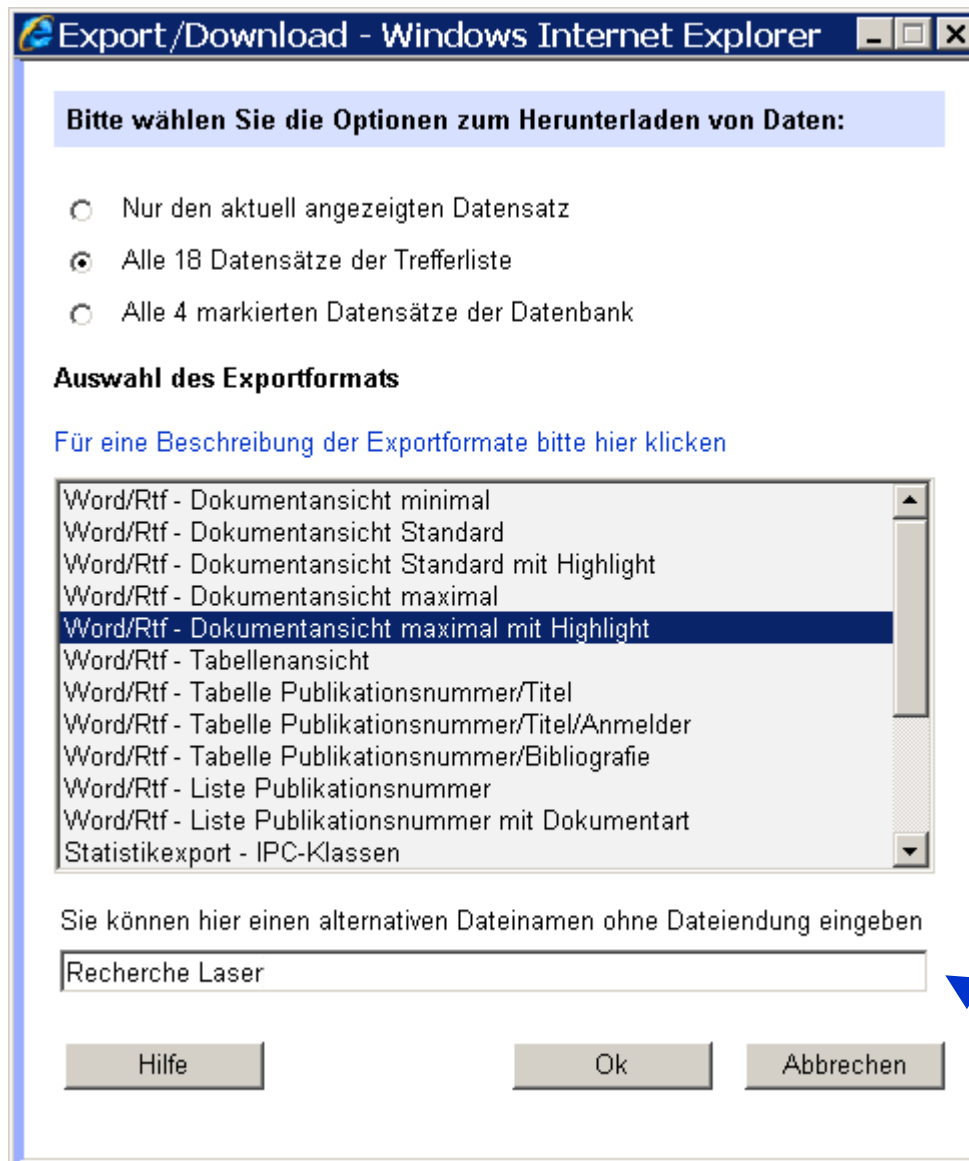 Export/Download - Windows Internet Explorer
Bitte wählen Sie die Optionen zum Herunterladen von Daten:
Nur den aktuell angezeigten Datensatz
Alle 18 Datensätze der Trefferliste
Alle 4 markierten Datensätze der Datenbank
Auswahl des Exportformats
Für eine Beschreibung der Exportformate bitte hier klicken
Word/Rtf - Dokumentansicht minimal
Word/Rtf - Dokumentansicht Standard
Word/Rtf - Dokumentansicht Standard mit Highlight
Word/Rtf - Dokumentansicht maximal
Word/Rtf - Dokumentansicht maximal mit Highlight
Word/Rtf - Tabellenansicht
Word/Rtf - Tabelle Publikationsnummer/Titel
Word/Rtf - Tabelle Publikationsnummer/Titel/Anmelder
Word/Rtf - Tabelle Publikationsnummer/Bibliografie
Word/Rtf - Liste Publikationsnummer
Word/Rtf - Liste Publikationsnummer mit Dokumentart
Statistikexport - IPC-Klassen
Sie können hier einen alternativen Dateinamen ohne Dateiendung eingeben
Recherche Laser
Hilfe Ok Abbrechen